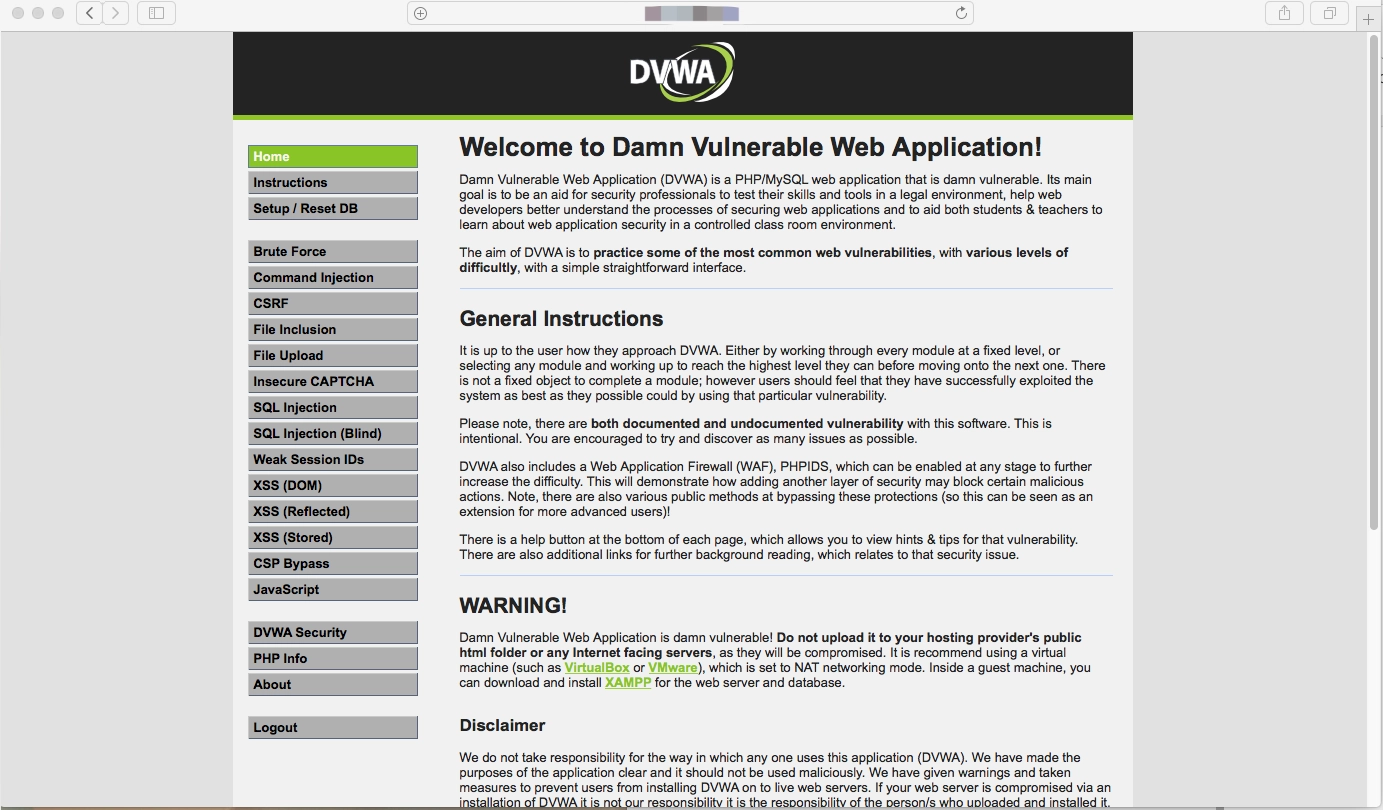 DVWA
Home
Instructions
Setup / Reset DB
Brute Force
Command Injection
CSRF
File Inclusion
File Upload
Insecure CAPTCHA
SQL Injection
SQL Injection (Blind)
Weak Session IDs
XSS (DOM)
XSS (Reflected)
XSS (Stored)
CSP Bypass
JavaScript
DVWA Security
PHP Info
About
Logout
Welcome to Damn Vulnerable Web Application!
Damn Vulnerable Web Application (DVWA) is a PHP/MySQL web application that is damn vulnerable. Its main
goal is to be an aid for security professionals to test their skills and tools in a legal environment, help web
developers better understand the processes of securing web applications and to aid both students & teachers to
learn about web application security in a controlled class room environment.
The aim of DVWA is to practice some of the most common web vulnerabilities, with various levels of
difficultly, with a simple straightforward interface.
General Instructions
It is up to the user how they approach DVWA. Either by working through every module at a fixed level, or
selecting any module and working up to reach the highest level they can before moving onto the next one. There
is not a fixed object to complete a module; however users should feel that they have successfully exploited the
system as best as they possible could by using that particular vulnerability.
Please note, there are both documented and undocumented vulnerability with this software. This is
intentional. You are encouraged to try and discover as many issues as possible.
DVWA also includes a Web Application Firewall (WAF), PHPIDS, which can be enabled at any stage to further
increase the difficulty. This will demonstrate how adding another layer of security may block certain malicious
actions. Note, there are also various public methods at bypassing these protections (so this can be seen as an
extension for more advanced users)!
There is a help button at the bottom of each page, which allows you to view hints & tips for that vulnerability.
There are also additional links for further background reading, which relates to that security issue.
WARNING!
Damn Vulnerable Web Application is damn vulnerable! Do not upload it to your hosting provider's public
html folder or any Internet facing servers, as they will be compromised. It is recommend using a virtual
machine (such as VirtualBox or VMware), which is set to NAT networking mode. Inside a guest machine, you
can download and install XAMPP for the web server and database.
Disclaimer
We do not take responsibility for the way in which any one uses this application (DVWA). We have made the
purposes of the application clear and it should not be used maliciously. We have given warnings and taken
measures to prevent users from installing DVWA on to live web servers. If your web server is compromised via an
installation of DVWA it is not our responsibility it is the responsibility of the person/s who uploaded and installed it.